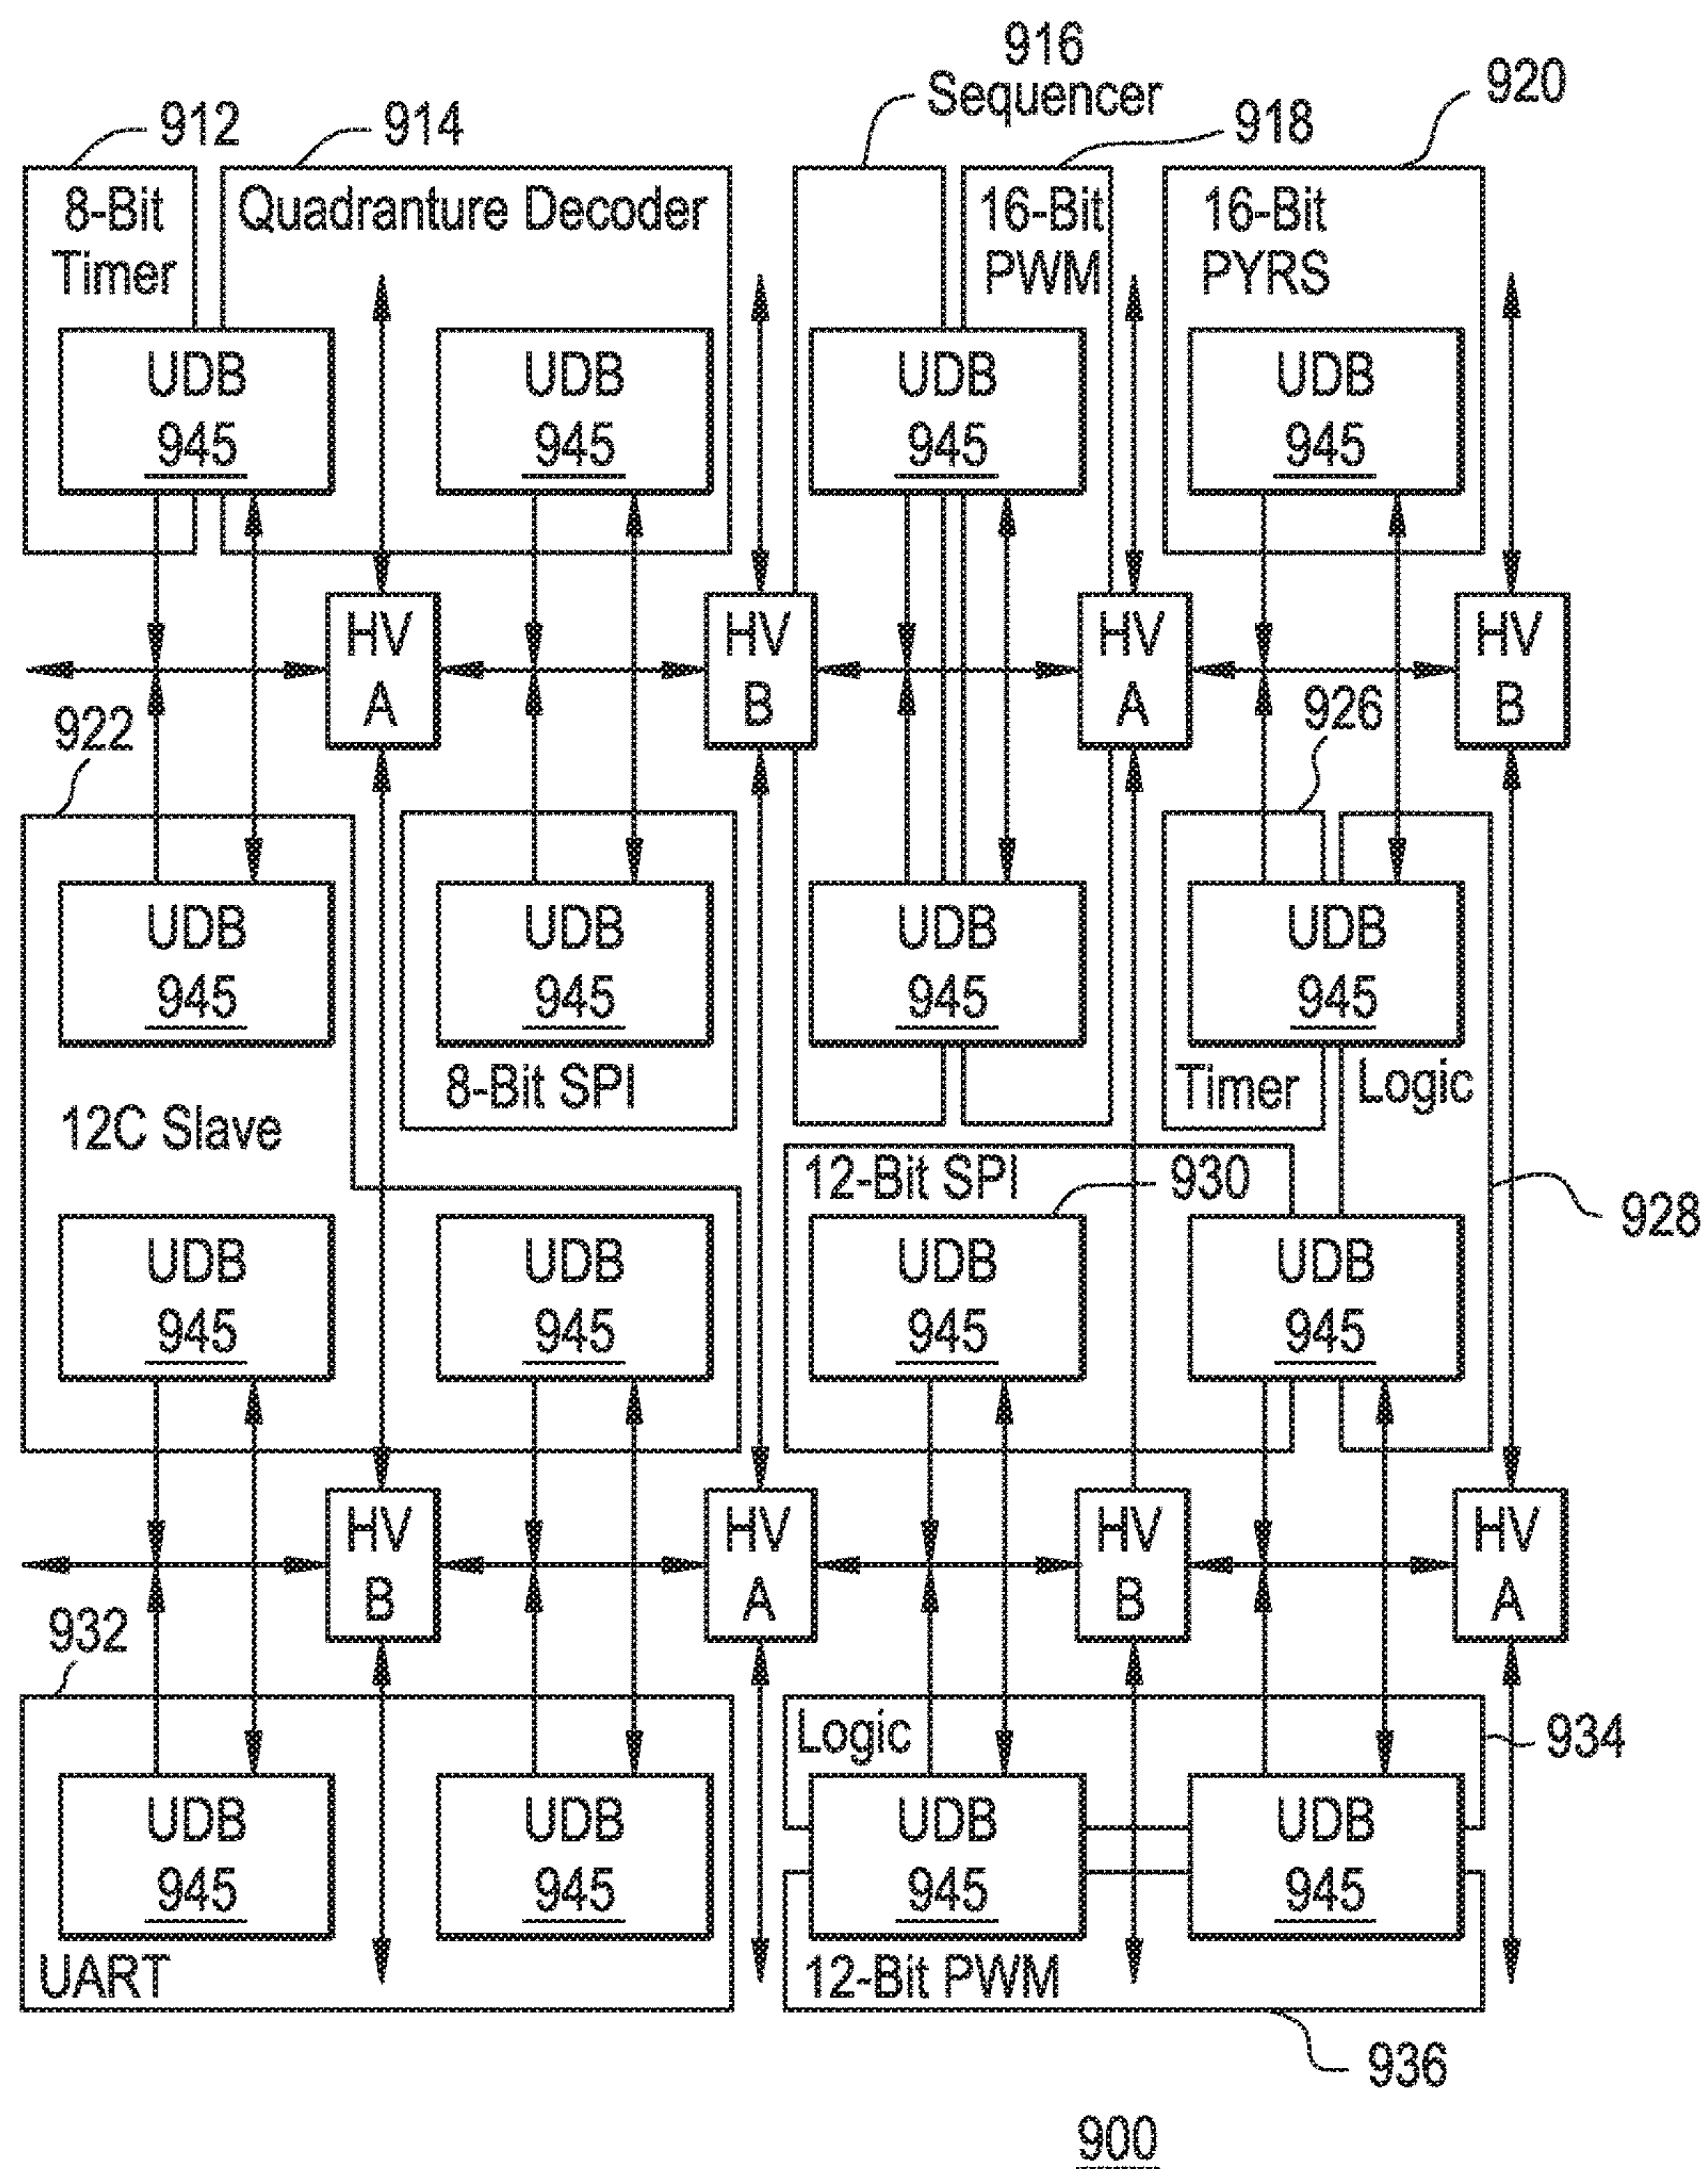 916
Sequencer
912
914
918
920
8-Bit
Timer
Quadranture Decoder
16-Bit
PWM
16-Bit
PYRS
UDB
945
UDB
945
UDB
945
UDB
945
HV
A
HV
B
HV
A
HV
B
922
926
UDB
945
UDB
945
UDB
945
UDB
945
8-Bit SPI
Timer
Logic
12C Slave
12-Bit SPI
930
928
UDB
945
UDB
945
UDB
945
UDB
945
HV
B
HV
A
HV
B
HV
A
932
Logic
934
UDB
945
UDB
945
UDB
945
UDB
945
UART
12-Bit PWM
936
900